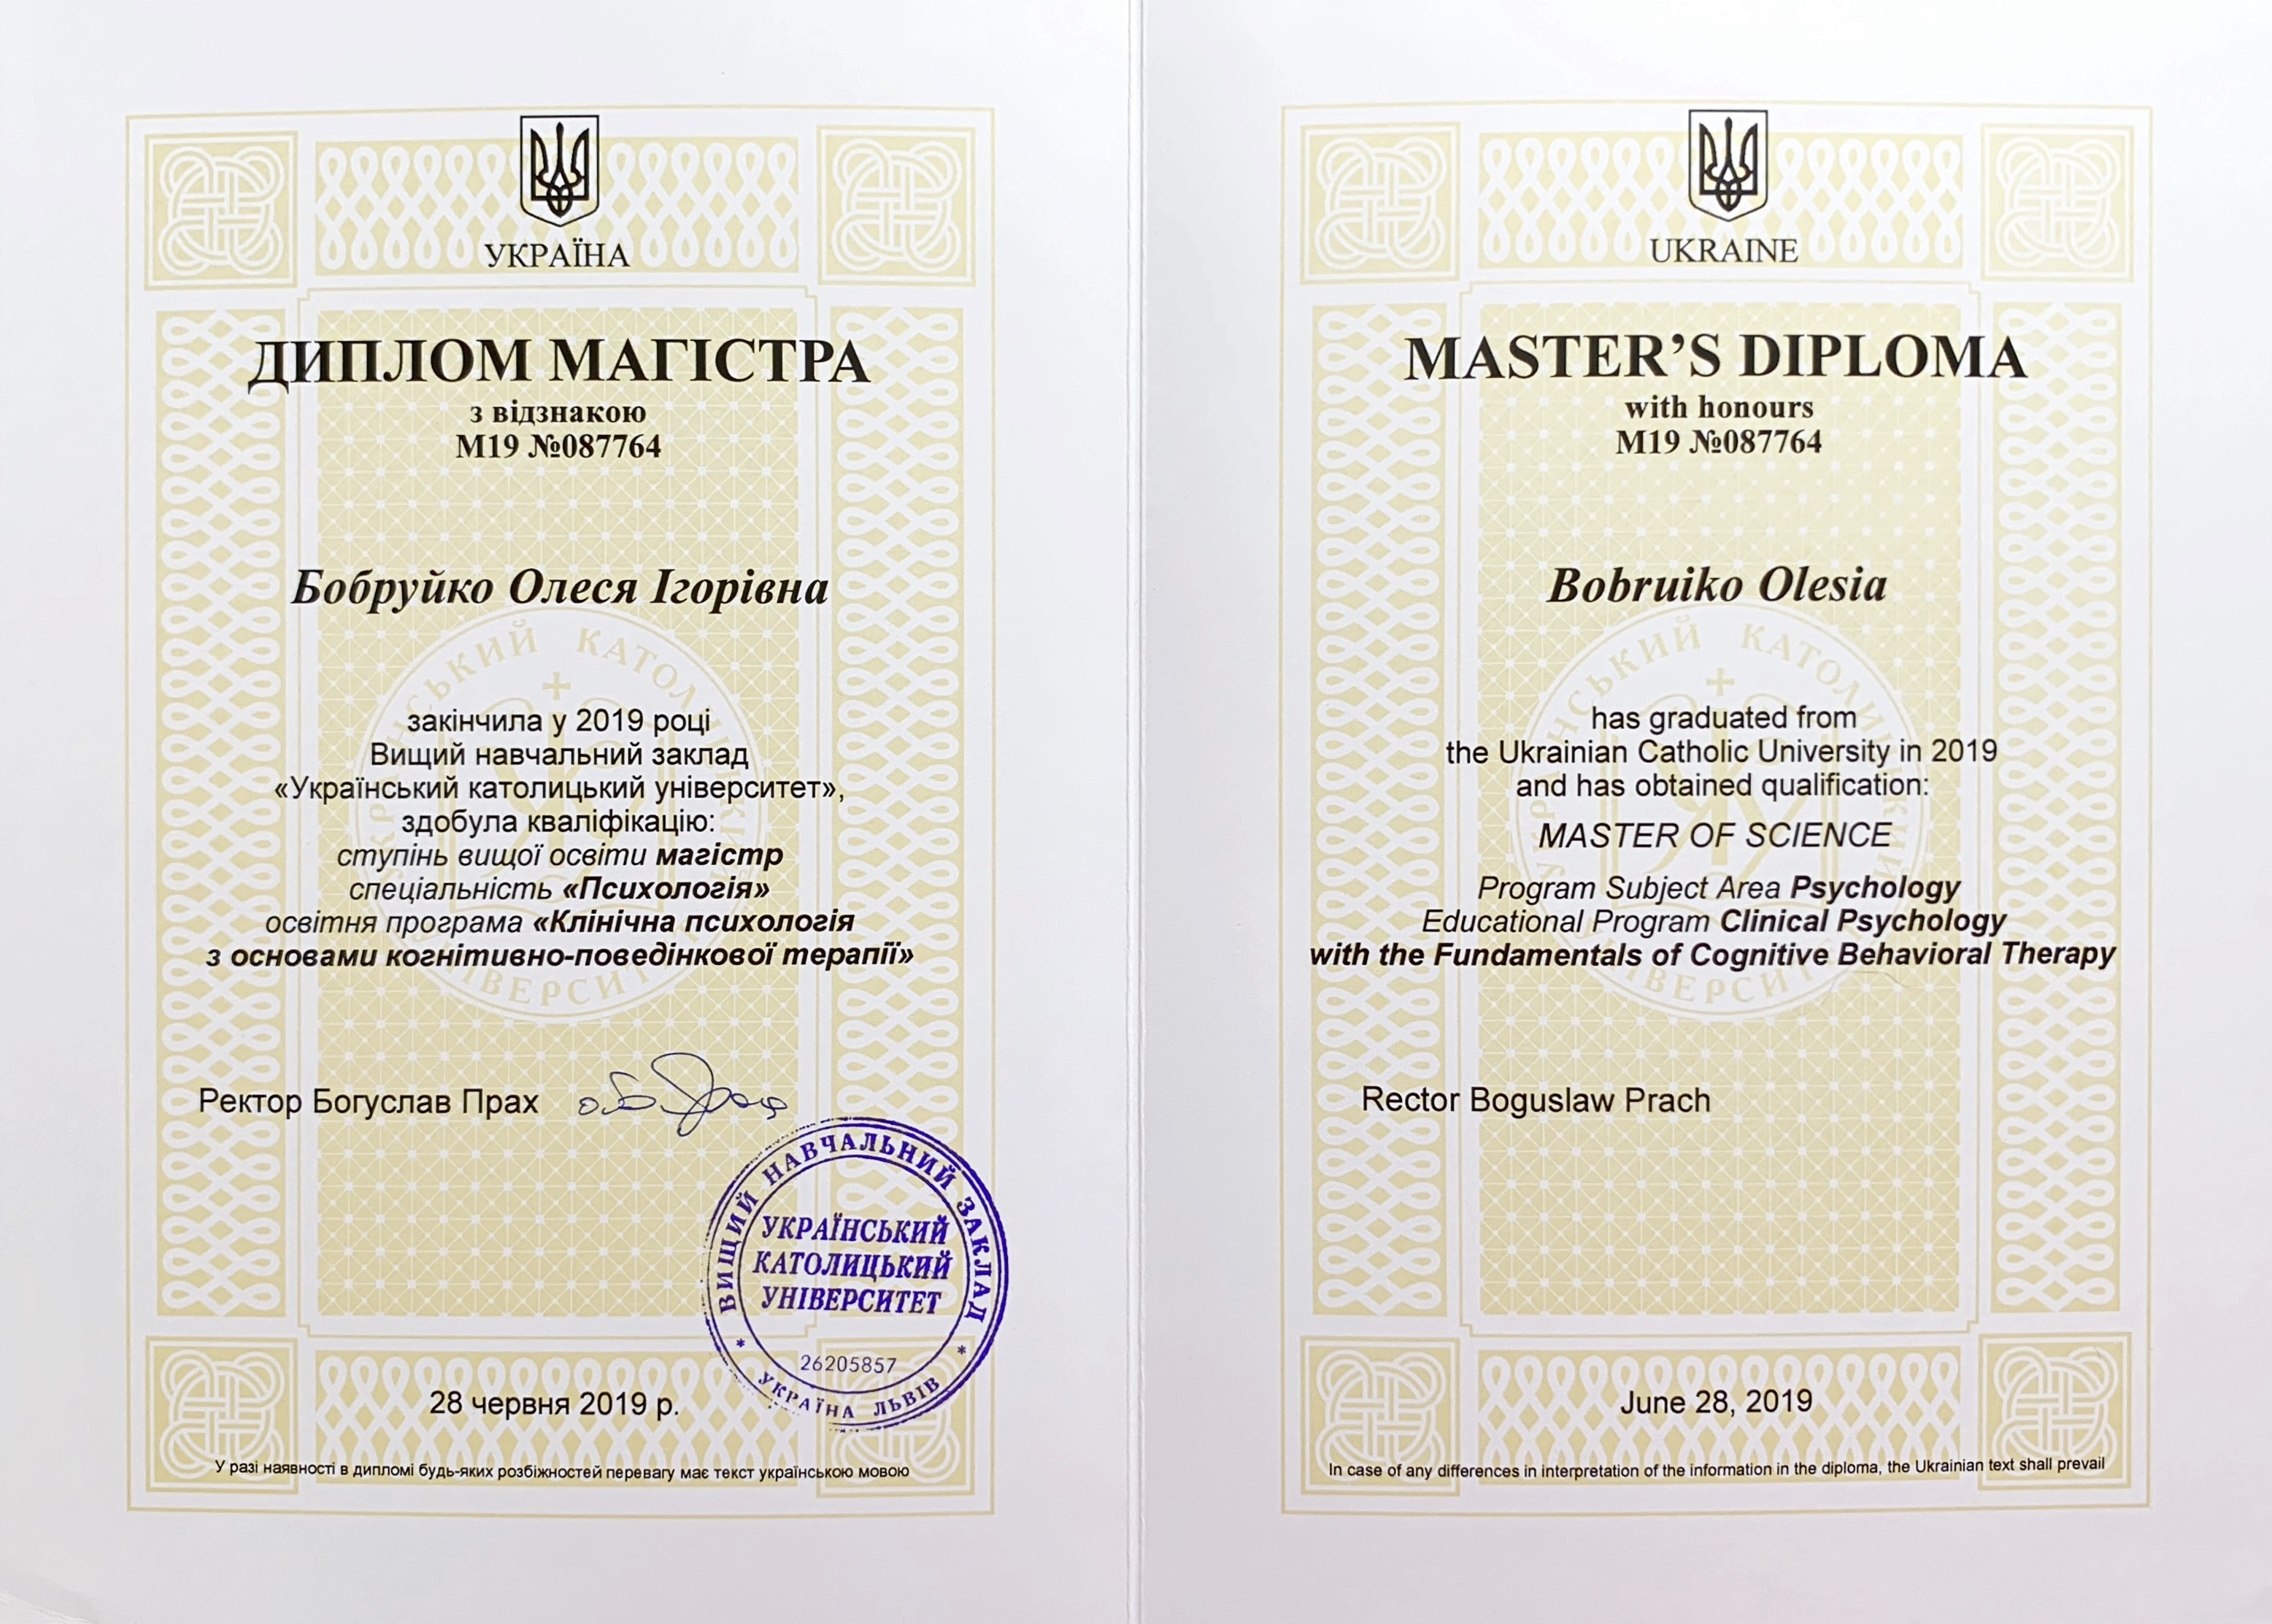 УКРАЇНА
ДИПЛОМ МАГІСТРА
з відзнакою
М19 №087764
Бобруйко Олеся Ігорівна
закінчила у 2019 році
Вищий навчальний заклад
«Український католицький університет»,
здобула кваліфікацію:
ступінь вищої освіти магістр
спеціальність «Психологія»
освітня програма «Клінічна психологія
з основами когнітивно-поведінкової терапії»
Ректор Богуслав Прах
ВИЩИЙ НАВЧАЛЬНИЙ ЗАКЛАД
УКРАЇНСЬКИЙ
КАТОЛИЦЬКИЙ
УНІВЕРСИТЕТ
26205857
* УКРАЇНА ЛЬВІВ *
28 червня 2019 р.
У разі наявності в дипломі будь-яких розбіжностей перевагу має текст українською мовою
UKRAINE
MASTER’S DIPLOMA
with honours
M19 №087764
Bobruiko Olesia
has graduated from
the Ukrainian Catholic University in 2019
and has obtained qualification:
MASTER OF SCIENCE
Program Subject Area Psychology
Educational Program Clinical Psychology
with the Fundamentals of Cognitive Behavioral Therapy
Rector Boguslaw Prach
June 28, 2019
In case of any differences in interpretation of the information in the diploma, the Ukrainian text shall prevail